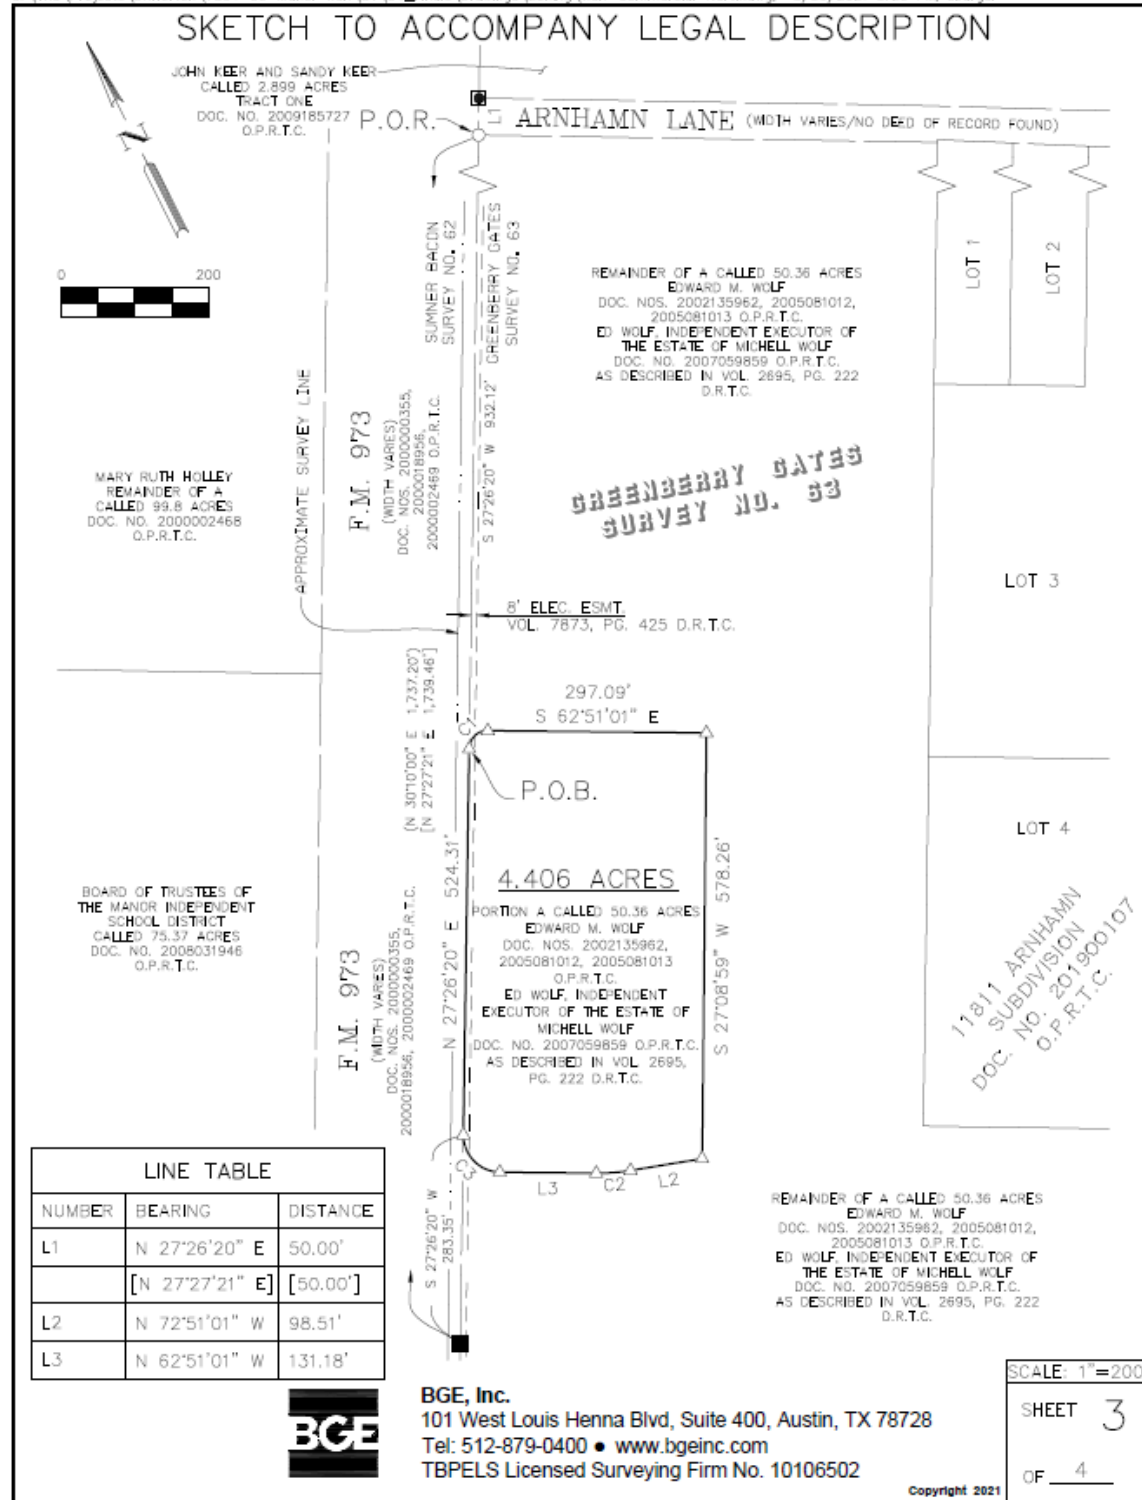 SKETCH TO ACCOMPANY LEGAL DESCRIPTION
JOHN KEER AND SANDY KEER
CALLED 2.899 ACRES
TRACT ONE
DOC. NO. 2009185727
O.P.R.T.C.
P.O.R.
L1
ARNHAMN LANE (WIDTH VARIES/NO DEED OF RECORD FOUND)
N
0 200
SUMNER BACON
SURVEY NO. 62
GREENBERRY GATES
SURVEY NO. 63
REMAINDER OF A CALLED 50.36 ACRES
EDWARD M. WOLF
DOC. NOS. 2002135962, 2005081012,
2005081013 O.P.R.T.C.
ED WOLF, INDEPENDENT EXECUTOR OF
THE ESTATE OF MICHELL WOLF
DOC. NO. 2007059859 O.P.R.T.C.
AS DESCRIBED IN VOL. 2695, PG. 222
D.R.T.C.
LOT 1
LOT 2
APPROXIMATE SURVEY LINE
F.M. 973
(WIDTH VARIES)
DOC. NOS. 2000000355,
2000018956,
2000002469 O.P.R.T.C.
S 27°26'20" W 932.12'
MARY RUTH HOLLEY
REMAINDER OF A
CALLED 99.8 ACRES
DOC. NO. 2000002468
O.P.R.T.C.
GREENBERRY GATES
SURVEY NO. 63
LOT 3
8' ELEC. ESMT.
VOL. 7873, PG. 425 D.R.T.C.
(N 30°10'00" E 1,737.20')
[N 27°27'21" E 1,739.46']
297.09'
S 62°51'01" E
C1
P.O.B.
LOT 4
N 27°26'20" E 524.31'
4.406 ACRES
PORTION A CALLED 50.36 ACRES
EDWARD M. WOLF
DOC. NOS. 2002135962,
2005081012, 2005081013
O.P.R.T.C.
ED WOLF, INDEPENDENT
EXECUTOR OF THE ESTATE OF
MICHELL WOLF
DOC. NO. 2007059859 O.P.R.T.C.
AS DESCRIBED IN VOL 2695,
PG. 222 D.R.T.C.
S 27°08'59" W 578.26'
BOARD OF TRUSTEES OF
THE MANOR INDEPENDENT
SCHOOL DISTRICT
CALLED 75.37 ACRES
DOC. NO. 2008031946
O.P.R.T.C.
F.M. 973
(WIDTH VARIES)
DOC. NOS. 2000000355,
2000018956, 2000002469 O.P.R.T.C.
11811 ARNHAMN
SUBDIVISION
DOC. NO. 201900107
O.P.R.T.C.
C3
L3
C2
L2
S 27°26'20" W
283.35'
LINE TABLE
NUMBER BEARING DISTANCE
L1 N 27°26'20" E 50.00'
[N 27°27'21" E] [50.00']
L2 N 72°51'01" W 98.51'
L3 N 62°51'01" W 131.18'
REMAINDER OF A CALLED 50.36 ACRES
EDWARD M. WOLF
DOC. NOS. 2002135962, 2005081012,
2005081013 O.P.R.T.C.
ED WOLF, INDEPENDENT EXECUTOR OF
THE ESTATE OF MICHELL WOLF
DOC. NO. 2007059859 O.P.R.T.C.
AS DESCRIBED IN VOL. 2695, PG. 222
D.R.T.C.
BGE
BGE, Inc.
101 West Louis Henna Blvd, Suite 400, Austin, TX 78728
Tel: 512-879-0400 ● www.bgeinc.com
TBPELS Licensed Surveying Firm No. 10106502
Copyright 2021
SCALE: 1"=200
SHEET 3
OF 4